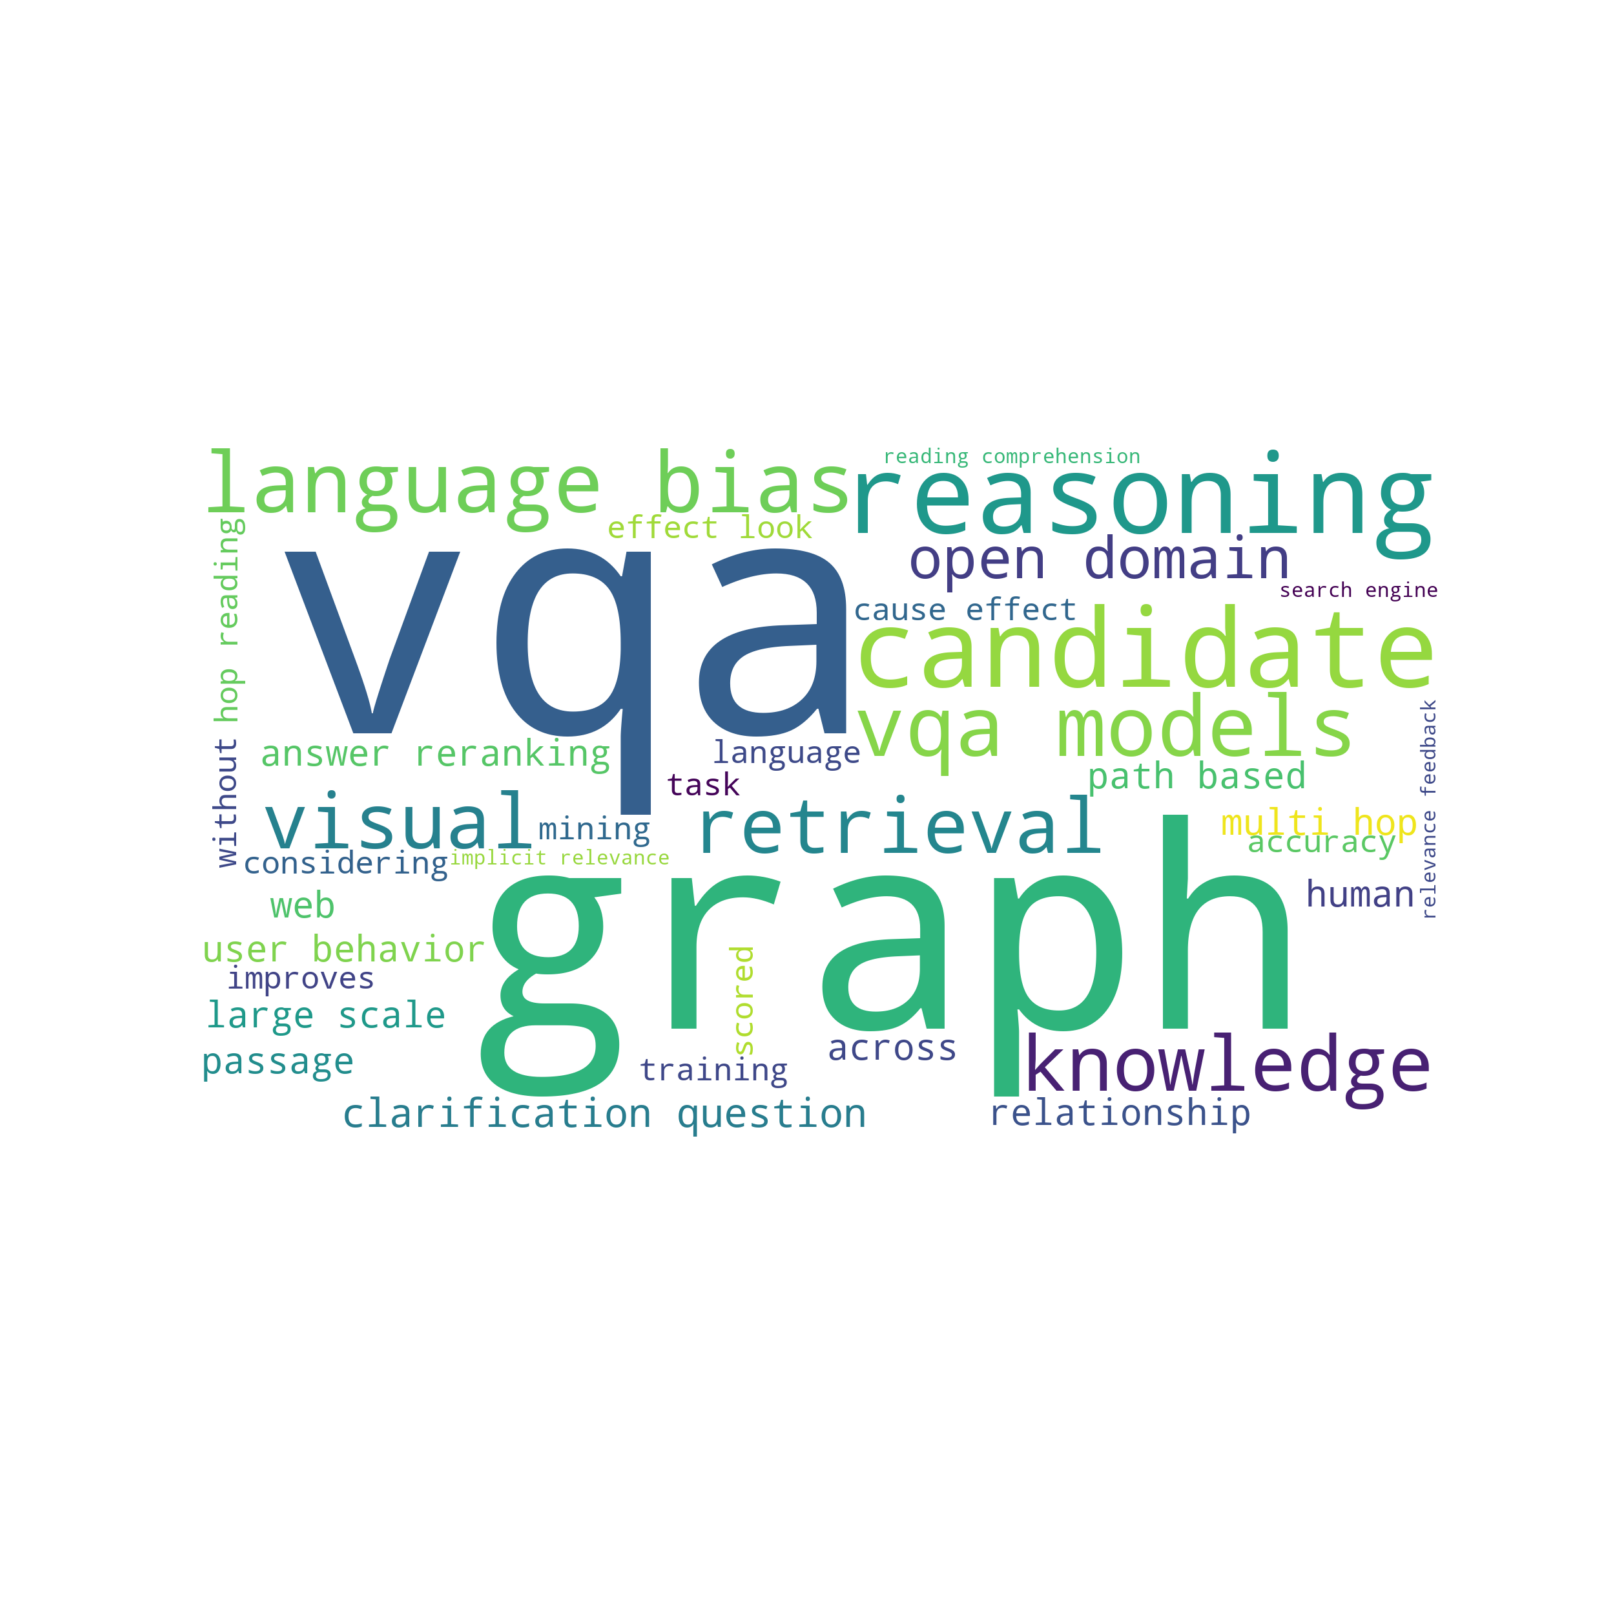 language bias
reading comprehension
reasoning
effect look
open domain
search engine
vqa
cause effect
candidate
hop reading
vqa models
answer reranking
language
path based
task
relevance feedback
without
visual
mining
retrieval
multi hop
accuracy
considering
implicit relevance
web
graph
human
user behavior
improves
scored
large scale
passage
training
across
knowledge
clarification question
relationship